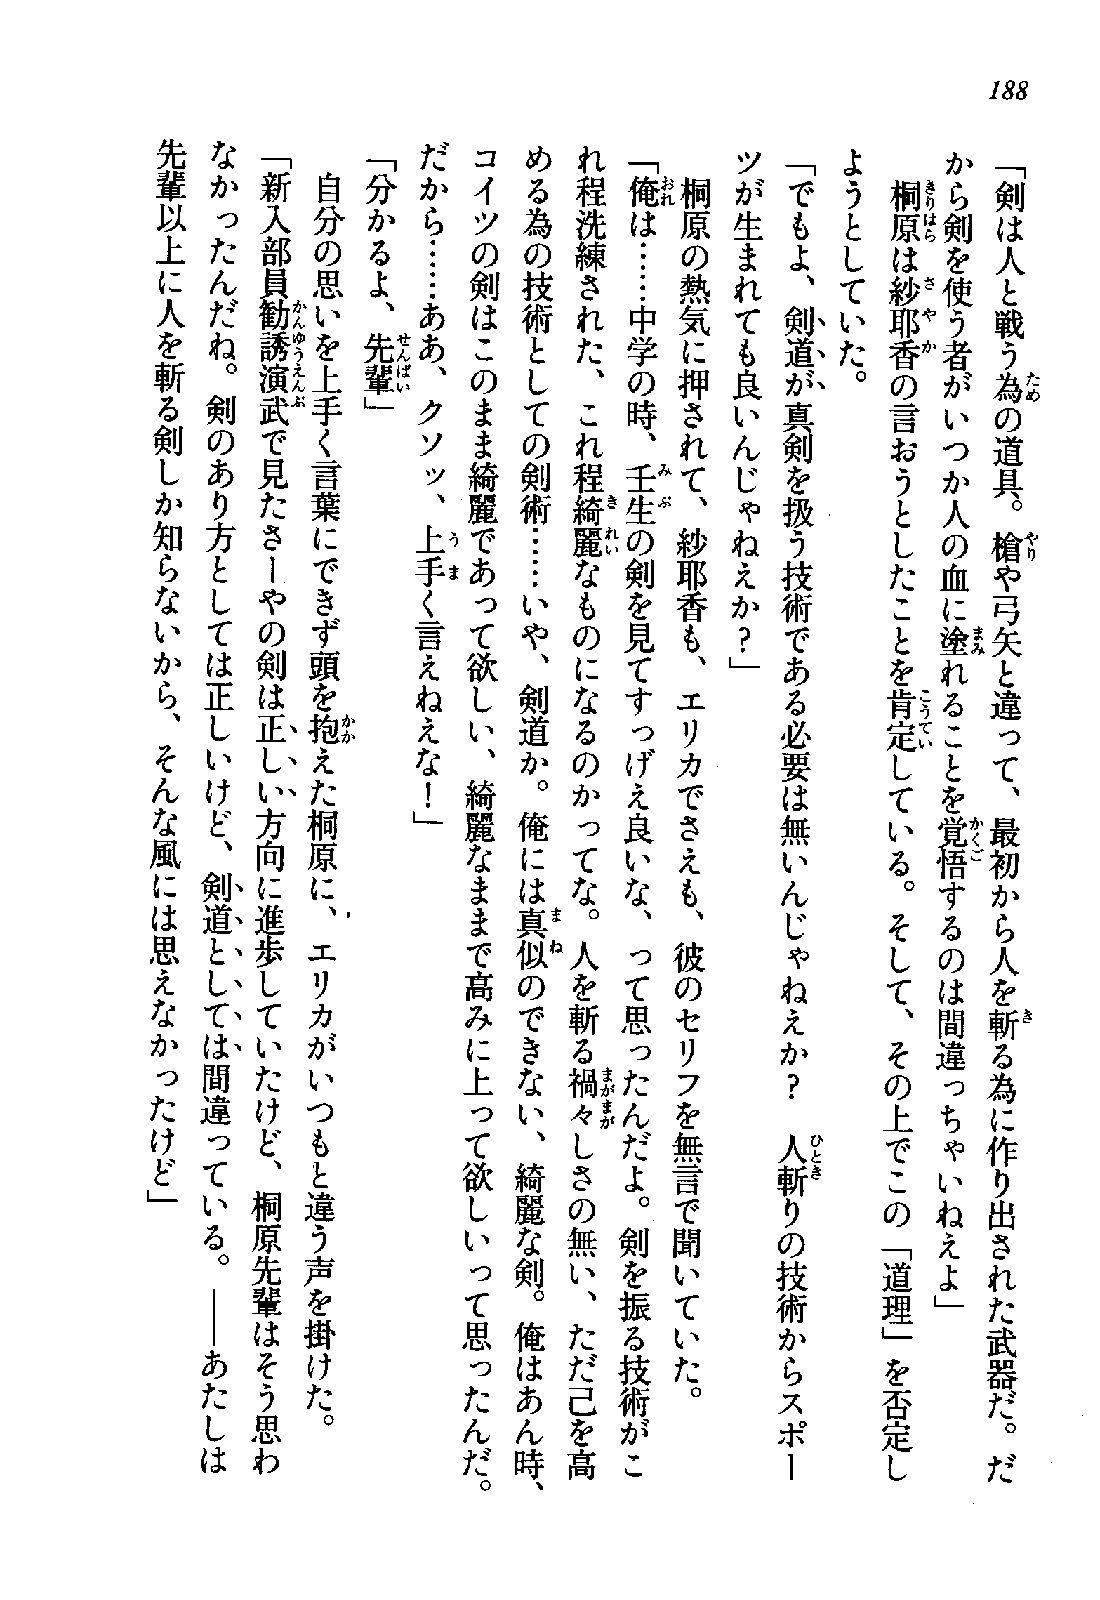 188
「剣は人と戦う為の道具。槍や弓矢と違って、最初から人を斬る為に作り出された武器だ。だ
から剣を使う者がいつか人の血に塗れることを覚悟するのは間違っちゃいねえよ」
桐原は紗耶香の言おうとしたことを肯定している。そして、その上でこの「道理」を否定し
ようとしていた。
「でもよ、剣道が真剣を扱う技術である必要は無いんじゃねえか？　人斬りの技術からスポー
ツが生まれても良いんじゃねえか？」
桐原の熱気に押されて、紗耶香も、エリカでさえも、彼のセリフを無言で聞いていた。
「俺は……中学の時、壬生の剣を見てすっげえ良いな、って思ったんだよ。剣を振る技術がこ
れ程洗練された、これ程綺麗なものになるのかってな。人を斬る禍々しさの無い、ただ己を高
める為の技術としての剣術……いや、剣道か。俺には真似のできない、綺麗な剣。俺はあん時、
コイツの剣はこのまま綺麗であって欲しい、綺麗なままで高みに上って欲しいって思ったんだ。
だから……ああ、クソッ、上手く言えねえな！」
「分かるよ、先輩」
自分の思いを上手く言葉にできず頭を抱えた桐原に、エリカがいつもと違う声を掛けた。
「新入部員勧誘演武で見たさーやの剣は正しい方向に進歩していたけど、桐原先輩はそう思わ
なかったんだね。剣のあり方としては正しいけど、剣道としては間違っている。――あたしは
先輩以上に人を斬る剣しか知らないから、そんな風には思えなかったけど」